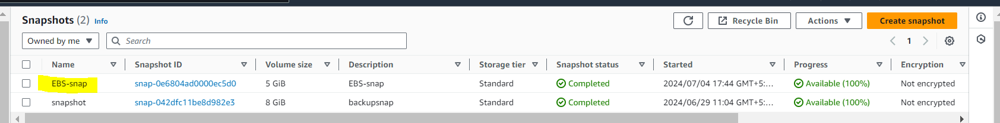 Snapshots (2) Info
Recycle Bin
Actions
Create snapshot
Owned by me
Search
1
Name Snapshot ID Volume size Description Storage tier Snapshot status Started Progress Encryption
EBS-snap snap-0e6804ad0000ec5d0 5 GiB EBS-snap Standard Completed 2024/07/04 17:44 GMT+5:... Available (100%) Not encrypted
snapshot snap-042dfc11be8d982e3 8 GiB backupsnap Standard Completed 2024/06/29 11:04 GMT+5:... Available (100%) Not encrypted